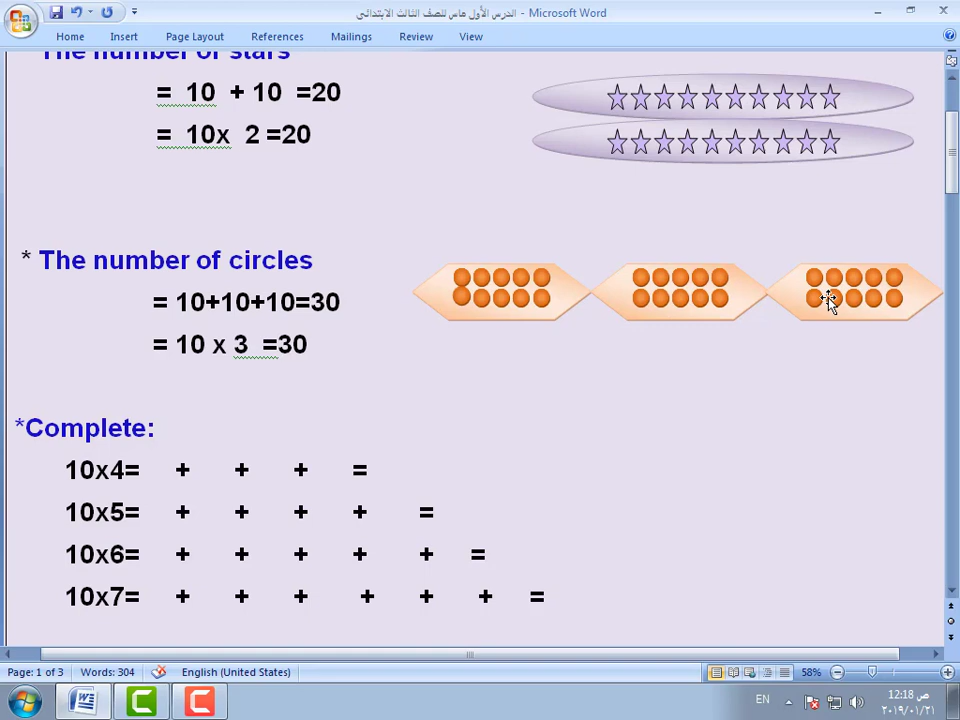 الدرس الأول ماس للصف الثالث الابتدائى - Microsoft Word
Home Insert Page Layout References Mailings Review View
The number of stars
= 10 + 10 =20
= 10x 2 =20
* The number of circles
= 10+10+10=30
= 10 x 3 =30
*Complete:
10x4= + + + =
10x5= + + + + =
10x6= + + + + + =
10x7= + + + + + + =
Page: 1 of 3 Words: 304 English (United States) 58%
EN 12:18 ص
٢٠١٩/٠١/٢١